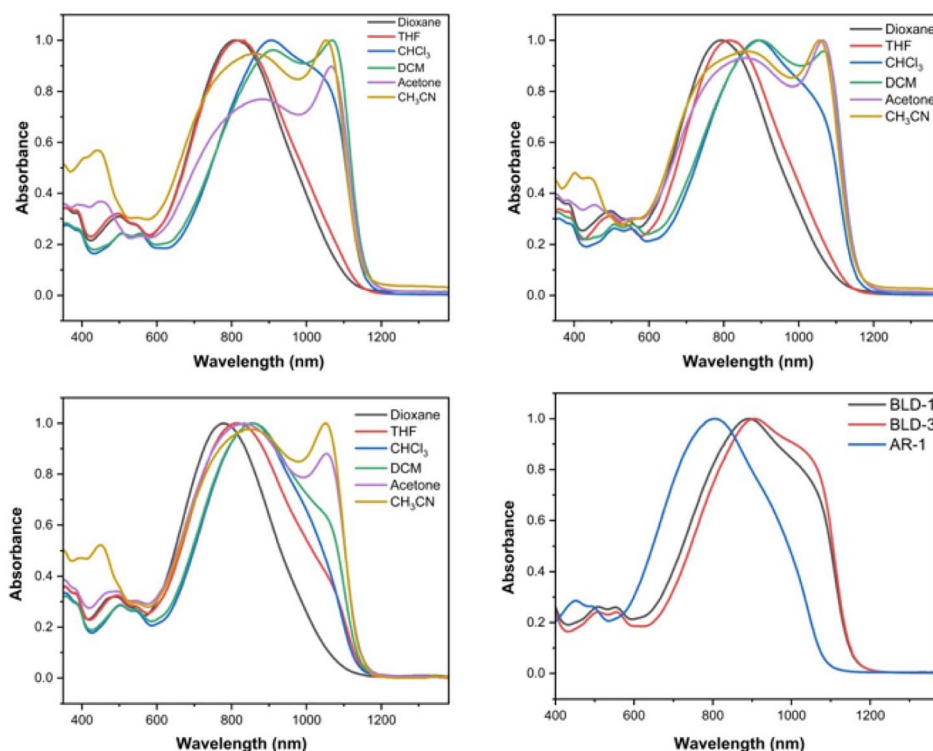 Dioxane
THF
CHCl₃
DCM
Acetone
CH₃CN
Absorbance
1.0
0.8
0.6
0.4
0.2
0.0
400 600 800 1000 1200
Wavelength (nm)
Dioxane
THF
CHCl₃
DCM
Acetone
CH₃CN
Absorbance
1.0
0.8
0.6
0.4
0.2
0.0
400 600 800 1000 1200
Wavelength (nm)
Dioxane
THF
CHCl₃
DCM
Acetone
CH₃CN
Absorbance
1.0
0.8
0.6
0.4
0.2
0.0
400 600 800 1000 1200
Wavelength (nm)
BLD-1
BLD-3
AR-1
Absorbance
1.0
0.8
0.6
0.4
0.2
0.0
400 600 800 1000 1200
Wavelength (nm)